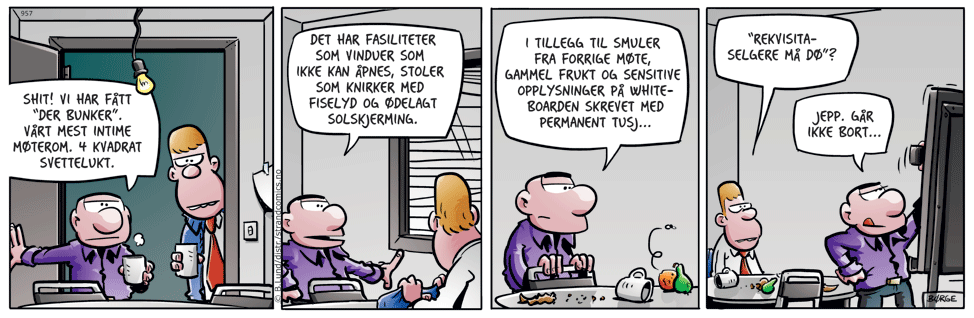 957
SHIT! VI HAR FÅTT
"DER BUNKER".
VÅRT MEST INTIME
MØTEROM. 4 KVADRAT
SVETTELUKT.
© B. Lund/distr./strandcomics.no
DET HAR FASILITETER
SOM VINDUER SOM
IKKE KAN ÅPNES, STOLER
SOM KNIRKER MED
FISELYD OG ØDELAGT
SOLSKJERMING.
I TILLEGG TIL SMULER
FRA FORRIGE MØTE,
GAMMEL FRUKT OG SENSITIVE
OPPLYSNINGER PÅ WHITE-
BOARDEN SKREVET MED
PERMANENT TUSJ...
"REKVISITA-
SELGERE MÅ DØ"?
JEPP. GÅR
IKKE BORT...
BØRGE